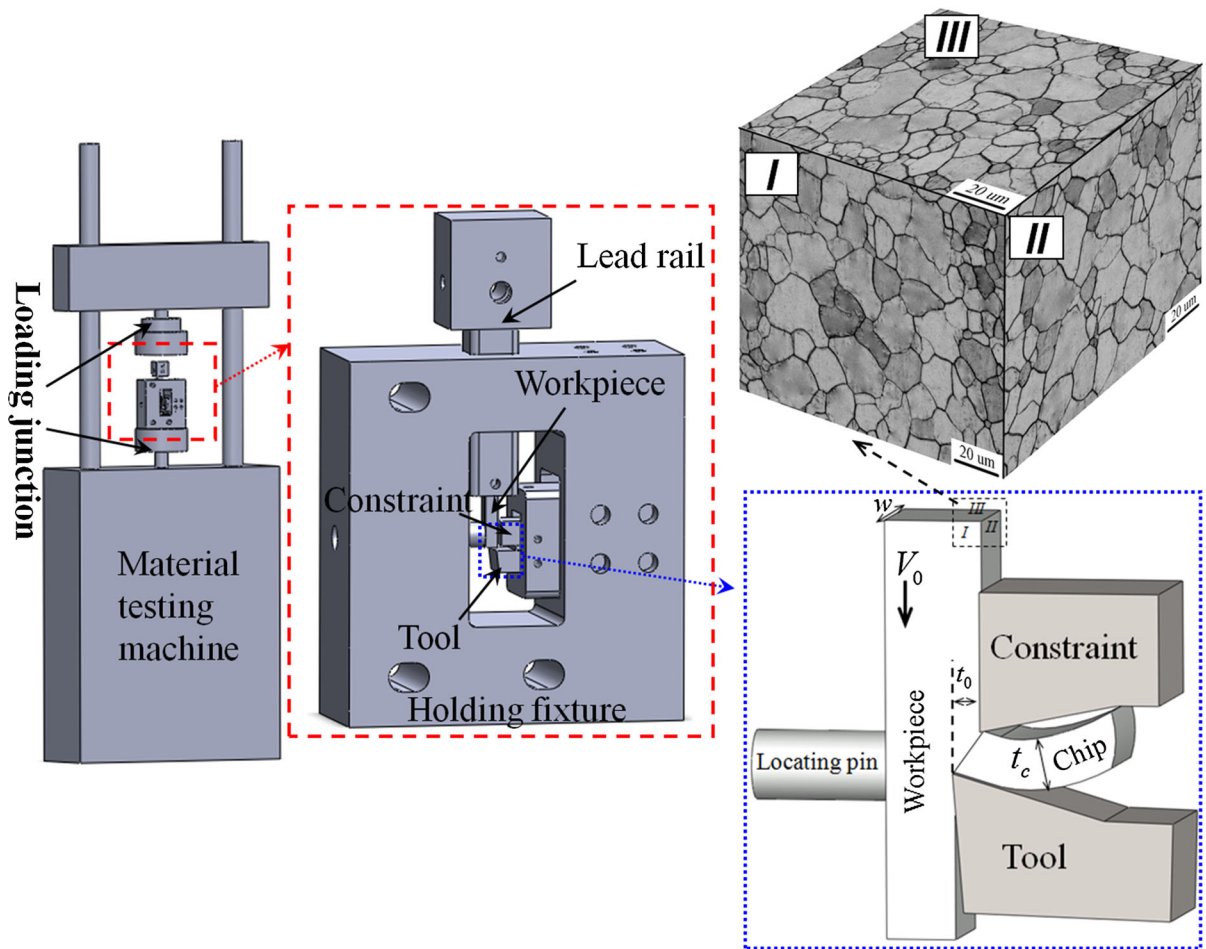 Loading junction
Material
testing
machine
Lead rail
Workpiece
Constraint
Tool
Holding fixture
III
I
II
20 um
20 um
20 um
w
III
I
II
V0
Constraint
t0
Workpiece
Locating pin
tc
Chip
Tool